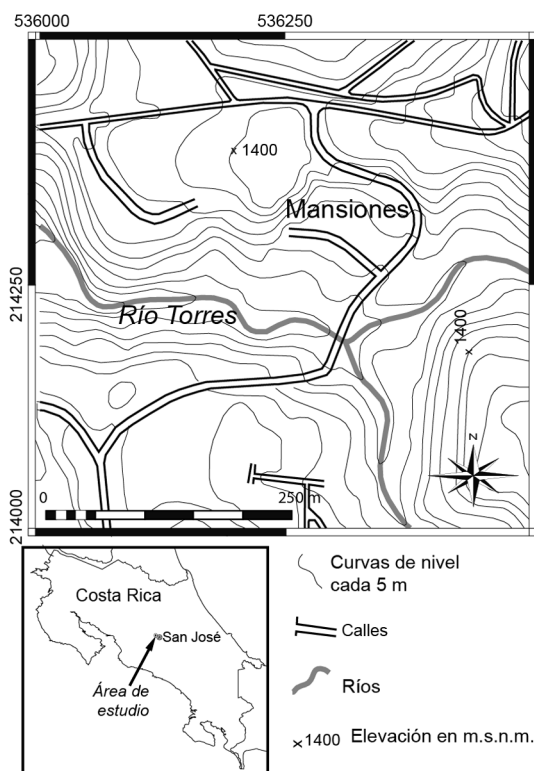 536000
536250
1400
Mansiones
214250
Río Torres
1400
N
0
250 m
214000
Curvas de nivel
cada 5 m
Costa Rica
Calles
San José
Área de
estudio
Ríos
1400
Elevación en m.s.n.m.